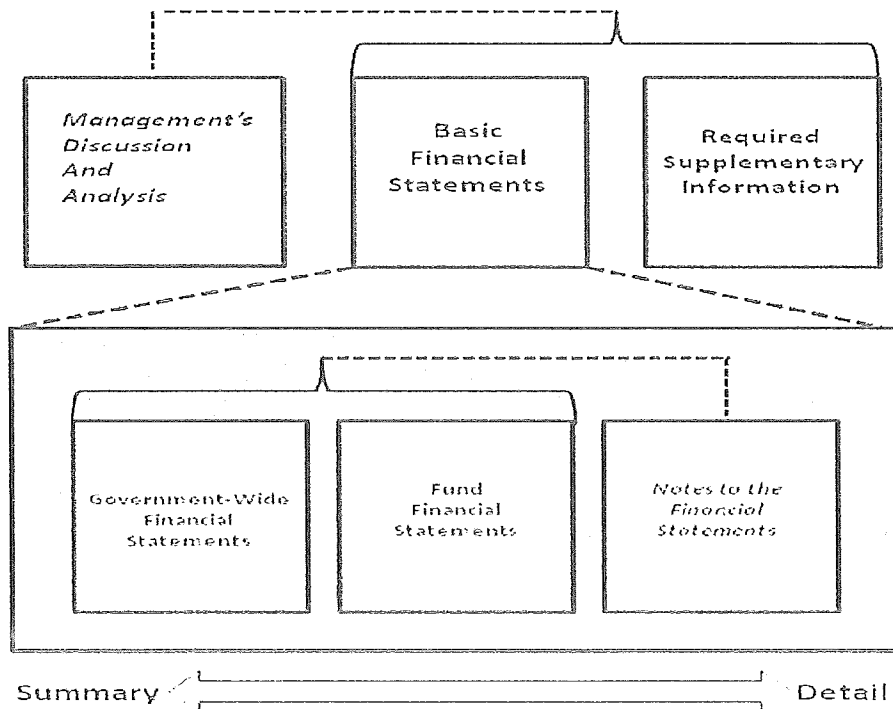 Management's
Discussion
And
Analysis
Basic
Financial
Statements
Required
Supplementary
Information
Government-Wide
Financial
Statements
Fund
Financial
Statements
Notes to the
Financial
Statements
Summary
Detail